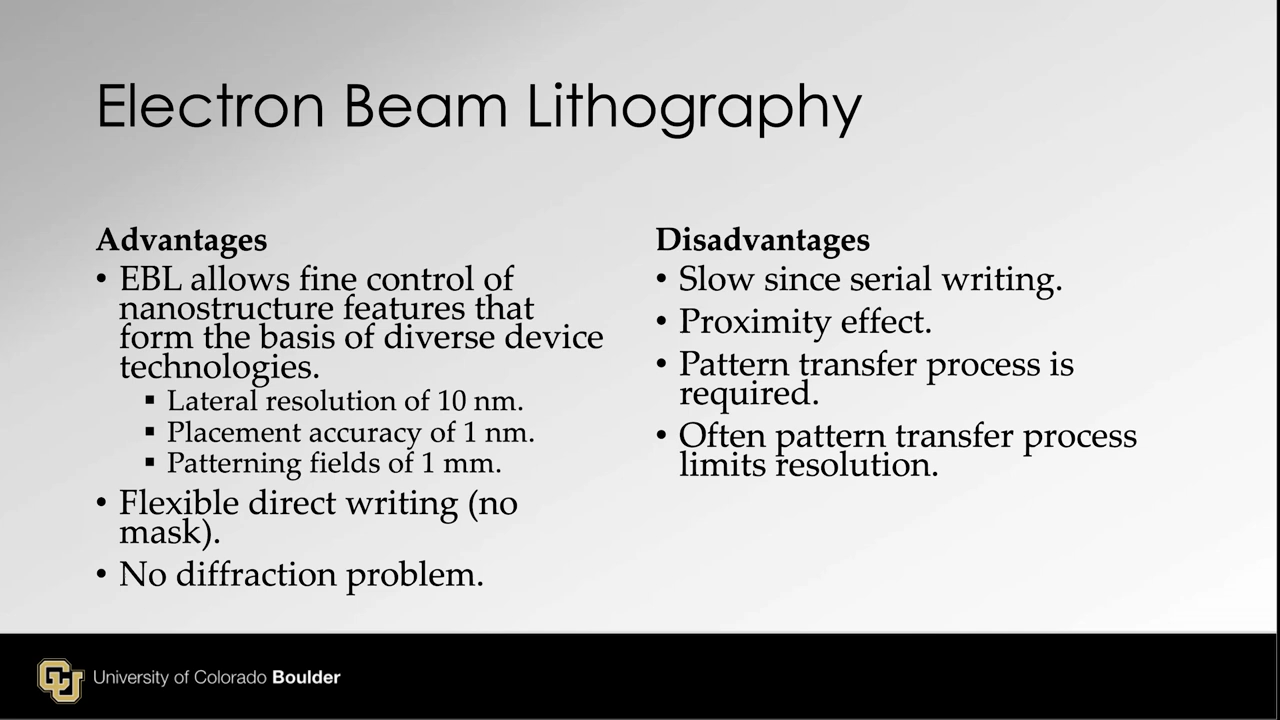 Electron Beam Lithography
Advantages
• EBL allows fine control of
nanostructure features that
form the basis of diverse device
technologies.
▪ Lateral resolution of 10 nm.
▪ Placement accuracy of 1 nm.
▪ Patterning fields of 1 mm.
• Flexible direct writing (no
mask).
• No diffraction problem.
Disadvantages
• Slow since serial writing.
• Proximity effect.
• Pattern transfer process is
required.
• Often pattern transfer process
limits resolution.
CU
University of Colorado Boulder